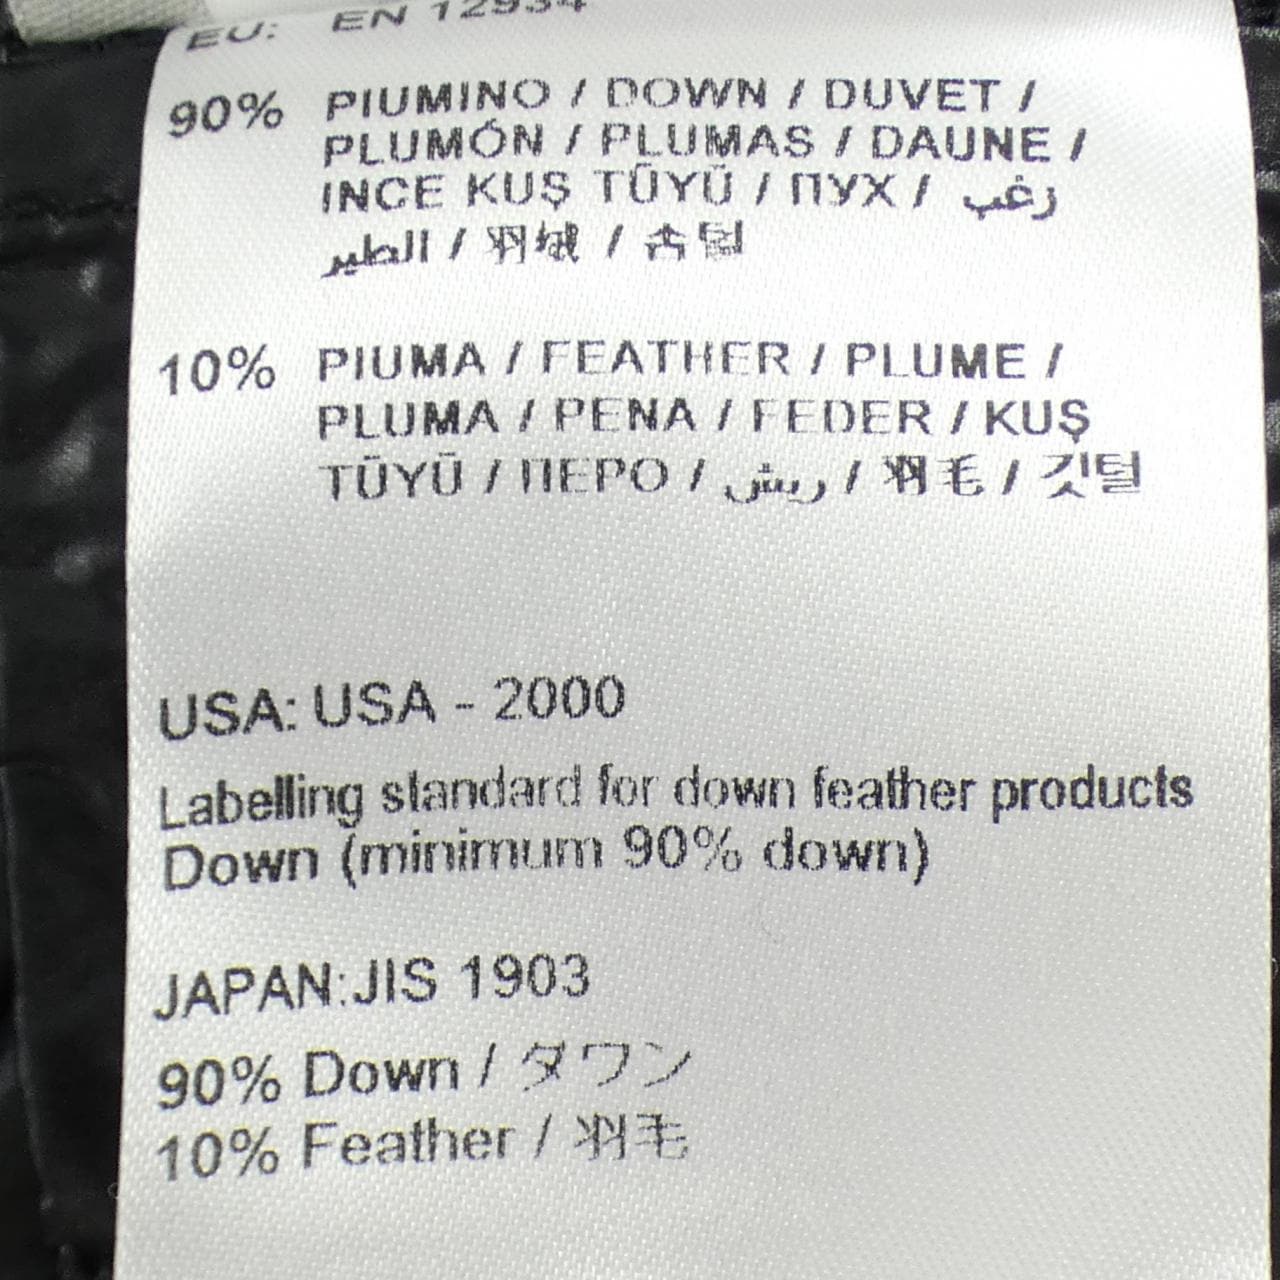 EU: EN 12934
90% PIUMINO / DOWN / DUVET /
PLUMÓN / PLUMAS / DAUNE /
INCE KUŞ TÜYÜ / ПУХ / زغب
الطير / 羽绒 / 솜털
10% PIUMA / FEATHER / PLUME /
PLUMA / PENA / FEDER / KUŞ
TÜYÜ / ПЕРО / ريش / 羽毛 / 깃털
USA: USA - 2000
Labelling standard for down feather products
Down (minimum 90% down)
JAPAN:JIS 1903
90% Down / ダウン
10% Feather / 羽毛